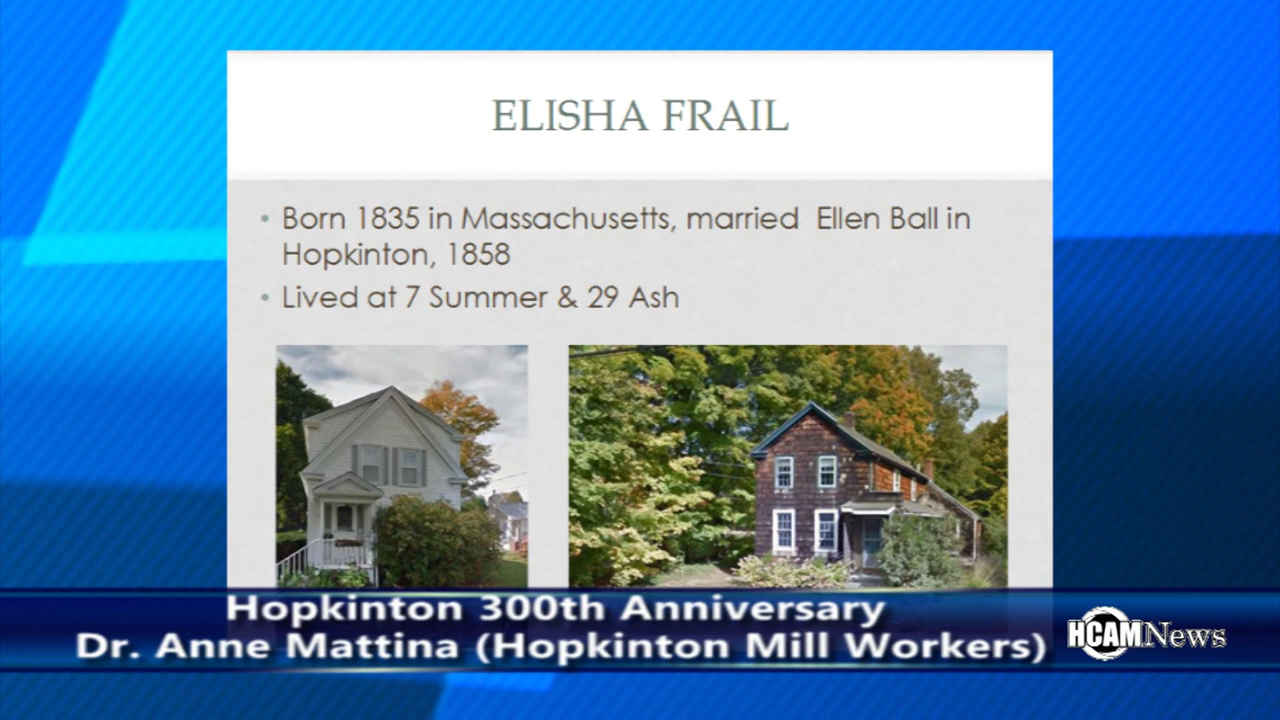 ELISHA FRAIL
• Born 1835 in Massachusetts, married  Ellen Ball in
Hopkinton, 1858
• Lived at 7 Summer & 29 Ash
Hopkinton 300th Anniversary
Dr. Anne Mattina (Hopkinton Mill Workers)
HCAMNews